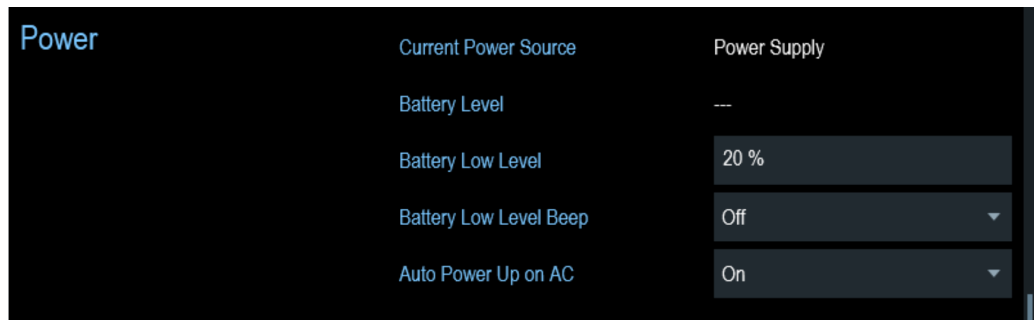 Power
Current Power Source Power Supply
Battery Level ---
Battery Low Level 20 %
Battery Low Level Beep Off
Auto Power Up on AC On